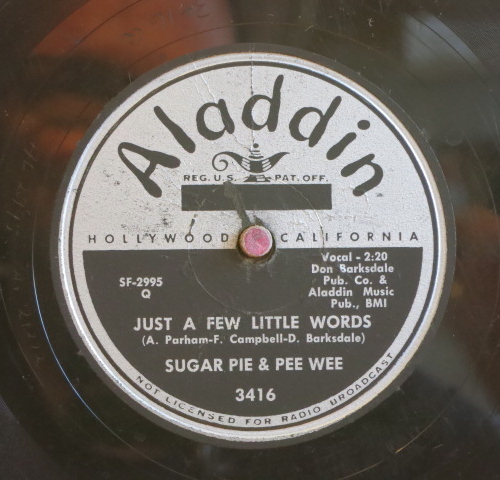 Aladdin
REG. U.S. PAT. OFF.
HOLLYWOOD CALIFORNIA
SF-2995
Q
Vocal - 2:20
Don Barksdale
Pub. Co. &
Aladdin Music
Pub., BMI
JUST A FEW LITTLE WORDS
(A. Parham-F. Campbell-D. Barksdale)
SUGAR PIE & PEE WEE
3416
NOT LICENSED FOR RADIO BROADCAST